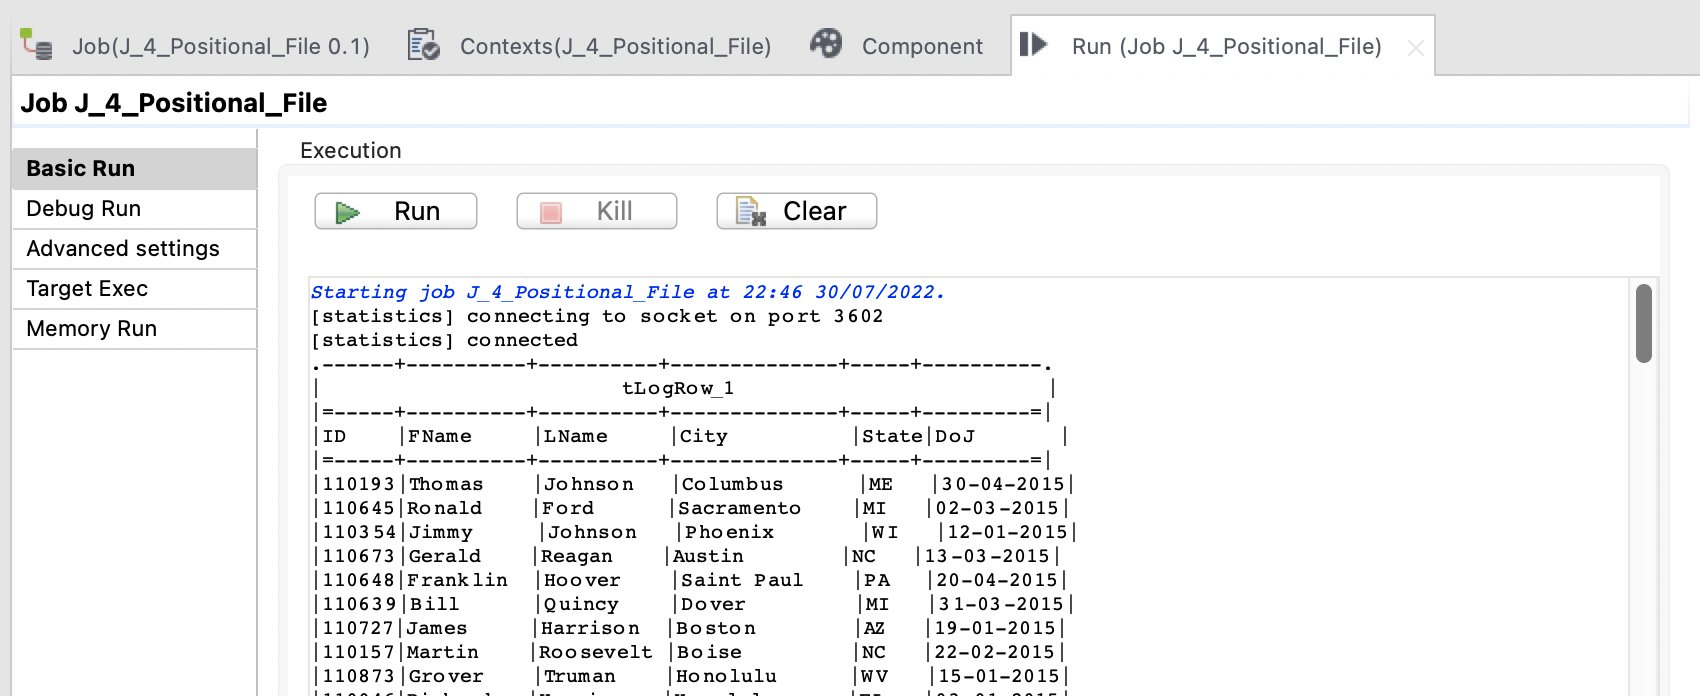 Job(J_4_Positional_File 0.1) Contexts(J_4_Positional_File) Component Run (Job J_4_Positional_File)
Job J_4_Positional_File
Basic Run
Debug Run
Advanced settings
Target Exec
Memory Run
Execution
Run Kill Clear
Starting job J_4_Positional_File at 22:46 30/07/2022.
[statistics] connecting to socket on port 3602
[statistics] connected
.------+----------+----------+--------------+-----+----------.
| tLogRow_1 |
|=-----+----------+----------+--------------+-----+---------=|
|ID |FName |LName |City |State|DoJ |
|=-----+----------+----------+--------------+-----+---------=|
|110193|Thomas |Johnson |Columbus |ME |30-04-2015|
|110645|Ronald |Ford |Sacramento |MI |02-03-2015|
|110354|Jimmy |Johnson |Phoenix |WI |12-01-2015|
|110673|Gerald |Reagan |Austin |NC |13-03-2015|
|110648|Franklin |Hoover |Saint Paul |PA |20-04-2015|
|110639|Bill |Quincy |Dover |MI |31-03-2015|
|110727|James |Harrison |Boston |AZ |19-01-2015|
|110157|Martin |Roosevelt |Boise |NC |22-02-2015|
|110873|Grover |Truman |Honolulu |WV |15-01-2015|